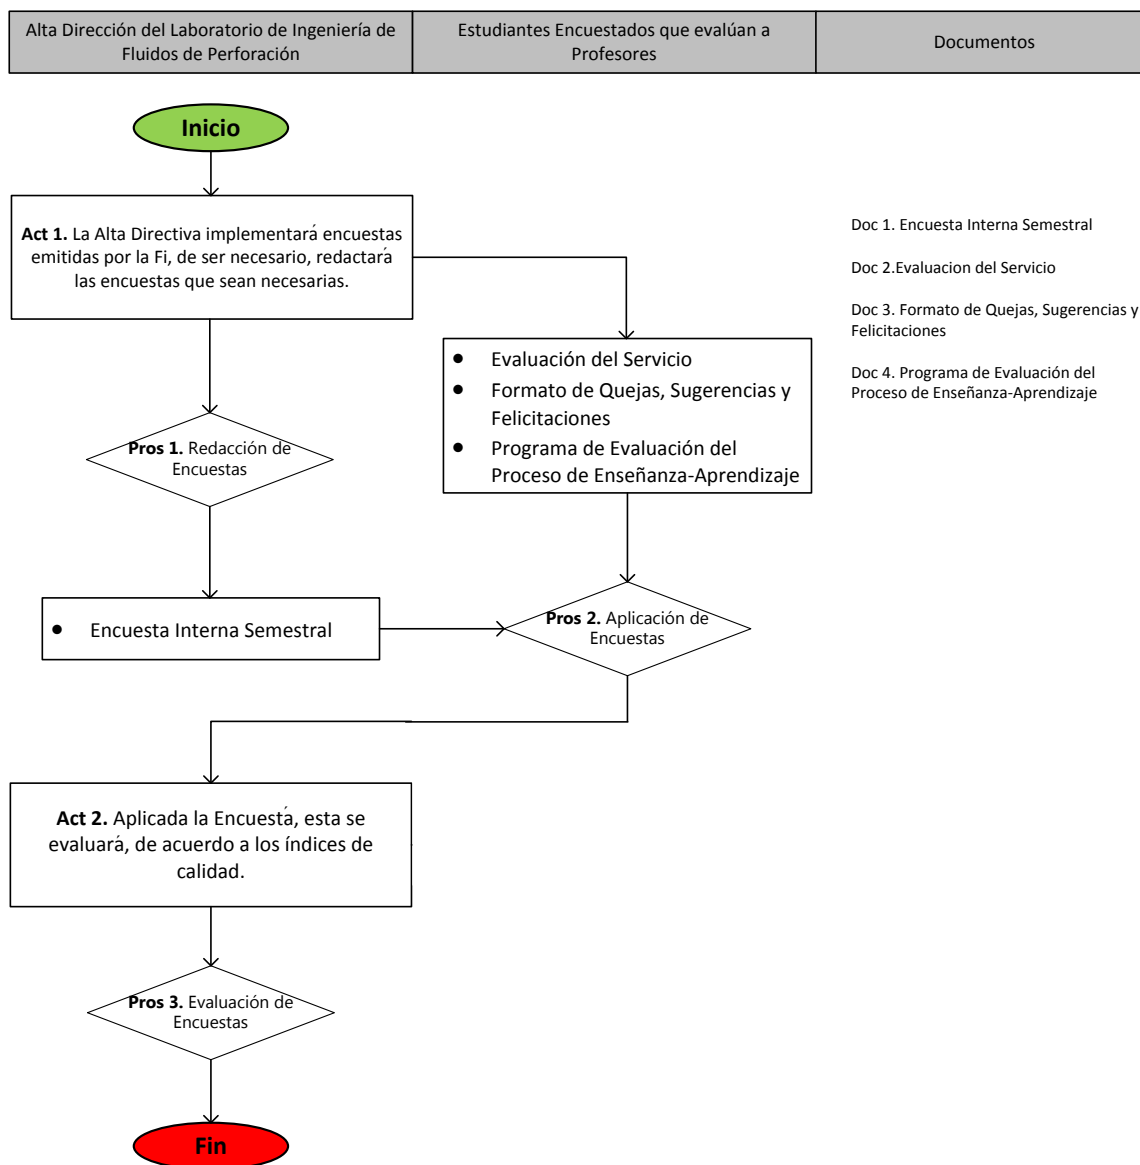 Alta Dirección del Laboratorio de Ingeniería de
Fluidos de Perforación
Estudiantes Encuestados que evalúan a
Profesores
Documentos
Inicio
Act 1. La Alta Directiva implementará encuestas
emitidas por la Fi, de ser necesario, redactará
las encuestas que sean necesarias.
Doc 1. Encuesta Interna Semestral
Doc 2.Evaluacion del Servicio
Doc 3. Formato de Quejas, Sugerencias y
Felicitaciones
Doc 4. Programa de Evaluación del
Proceso de Enseñanza-Aprendizaje
• Evaluación del Servicio
• Formato de Quejas, Sugerencias y
Felicitaciones
• Programa de Evaluación del
Proceso de Enseñanza-Aprendizaje
Pros 1. Redacción de
Encuestas
• Encuesta Interna Semestral
Pros 2. Aplicación de
Encuestas
Act 2. Aplicada la Encuestá, esta se
evaluará, de acuerdo a los índices de
calidad.
Pros 3. Evaluación de
Encuestas
Fin